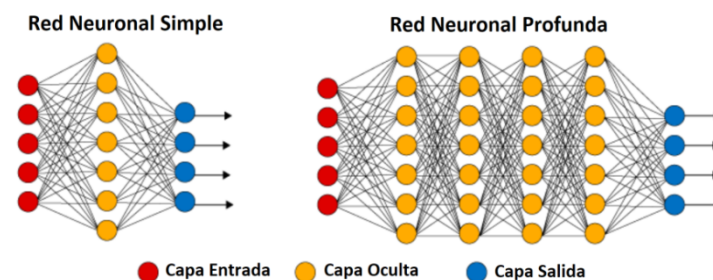 Red Neuronal Simple
Red Neuronal Profunda
Capa Entrada
Capa Oculta
Capa Salida